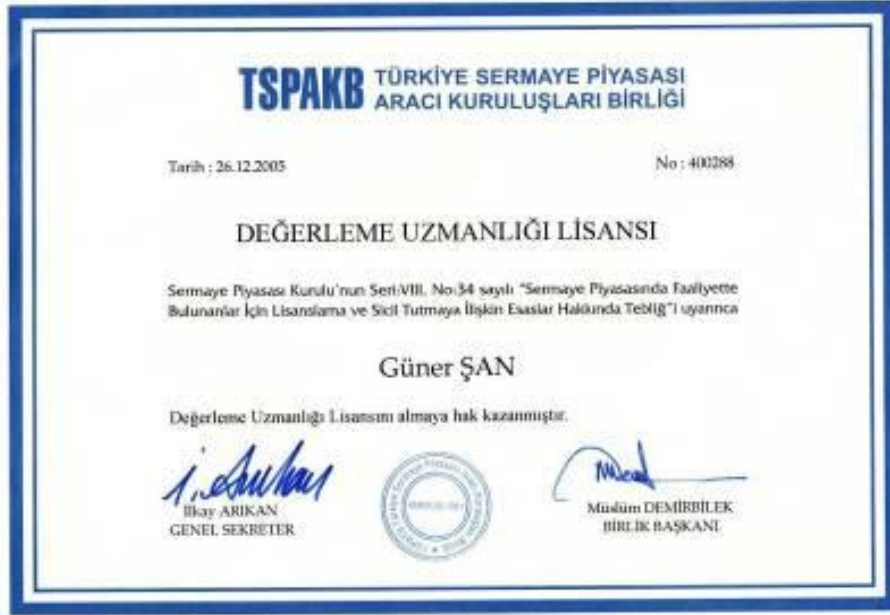 TSPAKB TÜRKİYE SERMAYE PİYASASI
ARACI KURULUŞLARI BİRLİĞİ
Tarih : 26.12.2005 No : 400288
DEĞERLEME UZMANLIĞI LİSANSI
Sermaye Piyasası Kurulu'nun Seri:VIII, No:34 sayılı "Sermaye Piyasasında Faaliyette
Bulunanlar İçin Lisanslama ve Sicil Tutmaya İlişkin Esaslar Hakkında Tebliğ"i uyarınca
Güner ŞAN
Değerleme Uzmanlığı Lisansını almaya hak kazanmıştır.
İlkay ARIKAN
GENEL SEKRETER
Müslüm DEMİRBİLEK
BİRLİK BAŞKANI